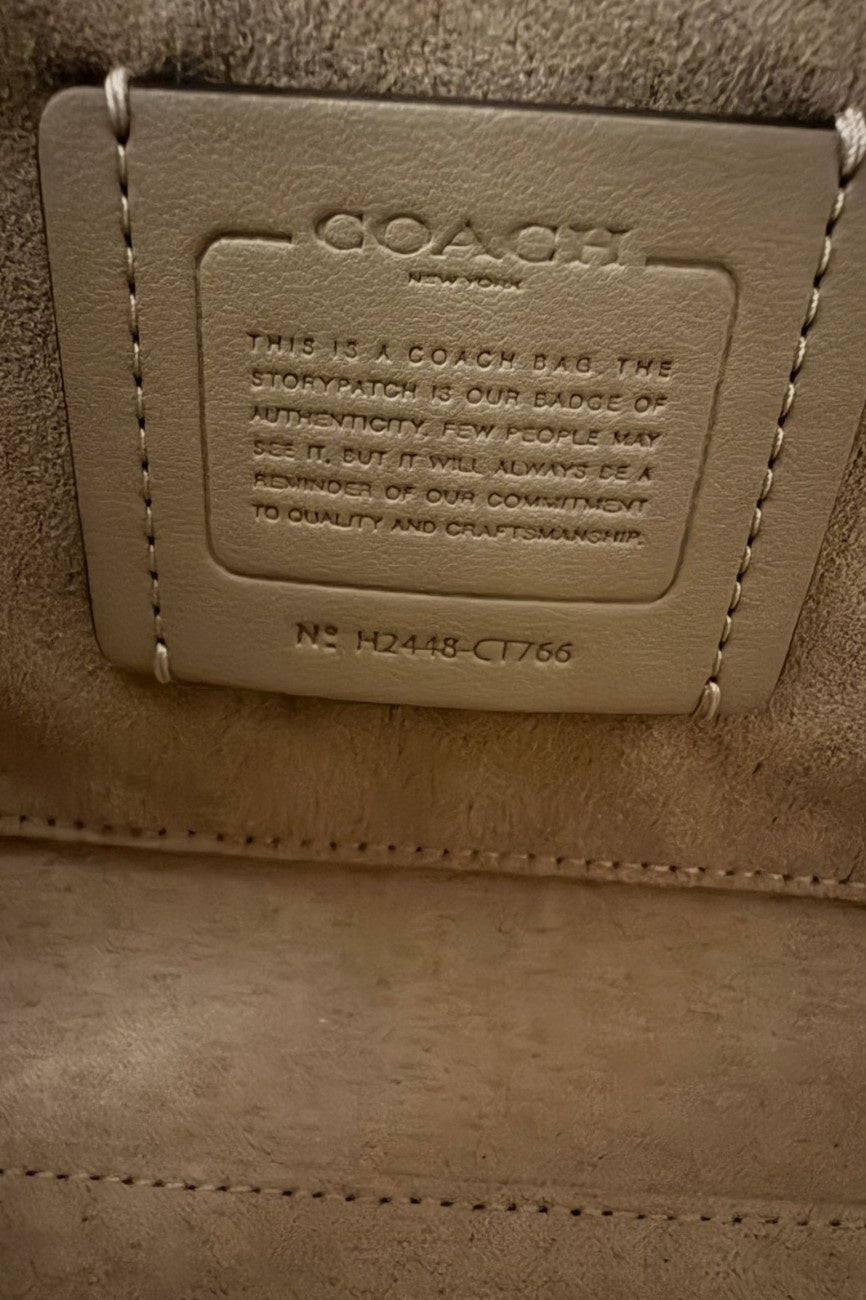 COACH
NEW YORK
THIS IS A COACH BAG. THE
STORYPATCH IS OUR BADGE OF
AUTHENTICITY. FEW PEOPLE MAY
SEE IT, BUT IT WILL ALWAYS BE A
REMINDER OF OUR COMMITMENT
TO QUALITY AND CRAFTSMANSHIP.
Nº H2448-CT766